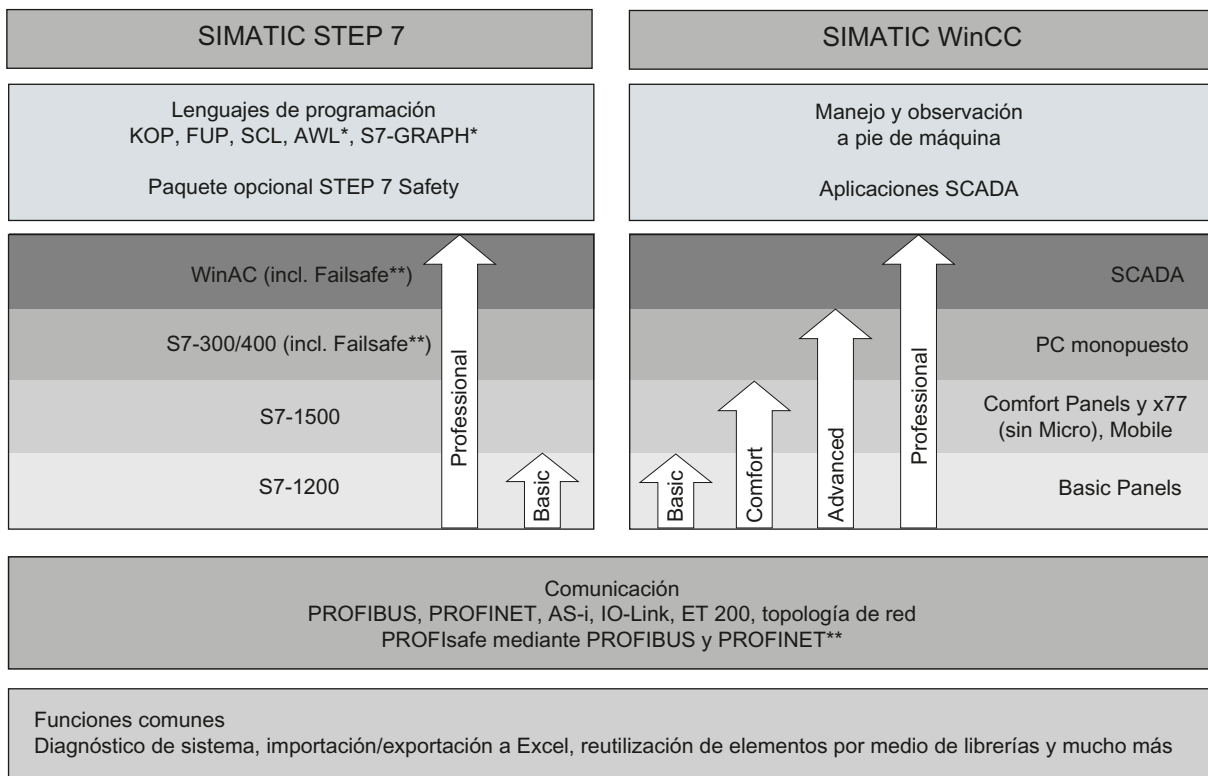 SIMATIC STEP 7
Lenguajes de programación
KOP, FUP, SCL, AWL*, S7-GRAPH*
Paquete opcional STEP 7 Safety
WinAC (incl. Failsafe**)
S7-300/400 (incl. Failsafe**)
S7-1500
S7-1200
Professional
Basic
SIMATIC WinCC
Manejo y observación
a pie de máquina
Aplicaciones SCADA
Basic
Comfort
Advanced
Professional
SCADA
PC monopuesto
Comfort Panels y x77
(sin Micro), Mobile
Basic Panels
Comunicación
PROFIBUS, PROFINET, AS-i, IO-Link, ET 200, topología de red
PROFIsafe mediante PROFIBUS y PROFINET**
Funciones comunes
Diagnóstico de sistema, importación/exportación a Excel, reutilización de elementos por medio de librerías y mucho más